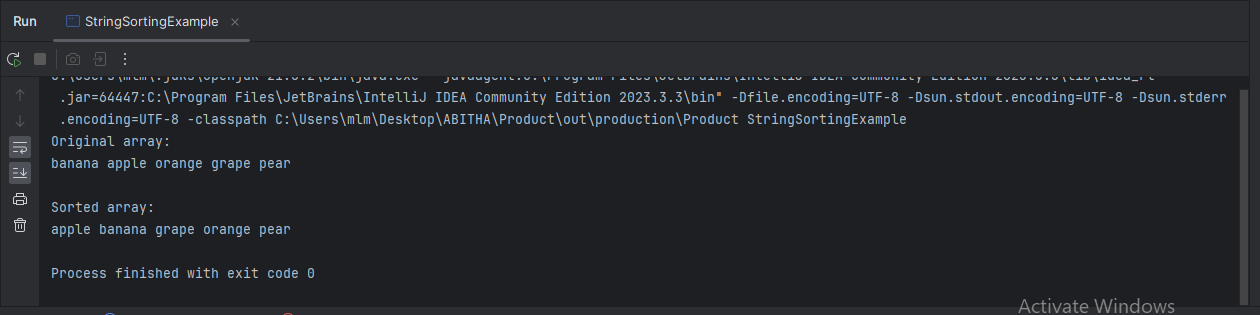 Run
StringSortingExample
.jar=64447:C:\Program Files\JetBrains\IntelliJ IDEA Community Edition 2023.3.3\bin" -Dfile.encoding=UTF-8 -Dsun.stdout.encoding=UTF-8 -Dsun.stderr
.encoding=UTF-8 -classpath C:\Users\mlm\Desktop\ABITHA\Product\out\production\Product StringSortingExample
Original array:
banana apple orange grape pear
Sorted array:
apple banana grape orange pear
Process finished with exit code 0
Activate Windows